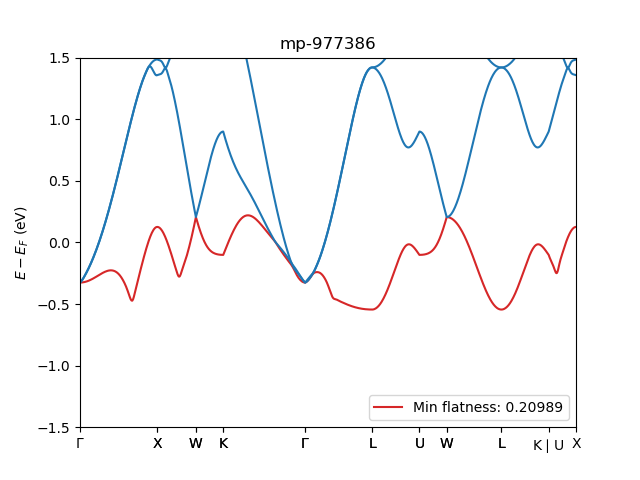 mp-977386
E − E_F (eV)
1.5
1.0
0.5
0.0
−0.5
−1.0
−1.5
Min flatness: 0.20989
Γ X W K Γ L U W L K | U X